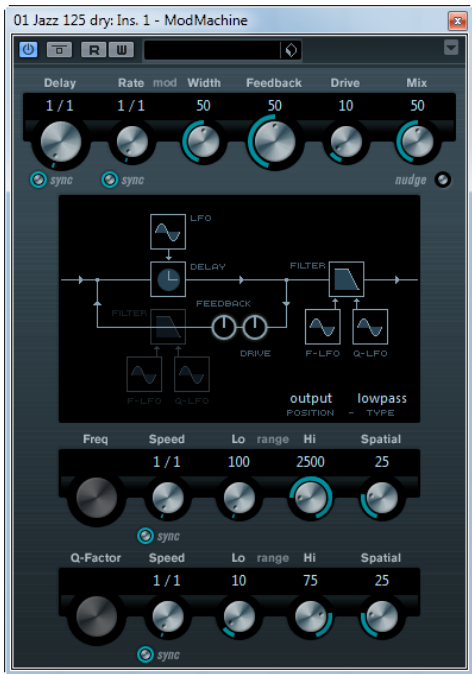 01 Jazz 125 dry: Ins. 1 - ModMachine
R W
Delay Rate mod Width Feedback Drive Mix
1 / 1 1 / 1 50 50 10 50
sync sync nudge
LFO
DELAY FILTER
FEEDBACK
FILTER
DRIVE F-LFO Q-LFO
F-LFO Q-LFO
output lowpass
POSITION - TYPE
Freq Speed Lo range Hi Spatial
1 / 1 100 2500 25
sync
Q-Factor Speed Lo range Hi Spatial
1 / 1 10 75 25
sync